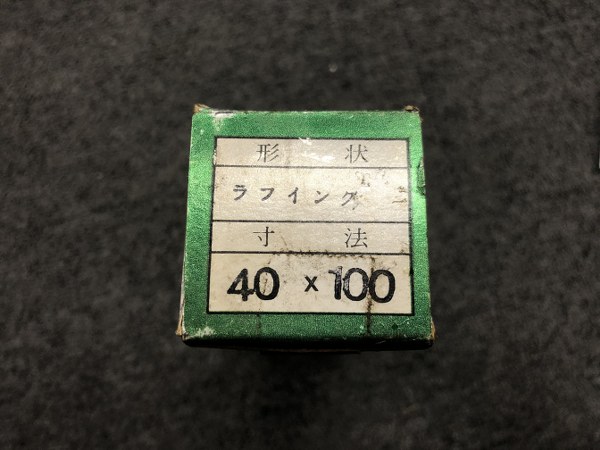 形 状
ラフイング
寸 法
40 x 100